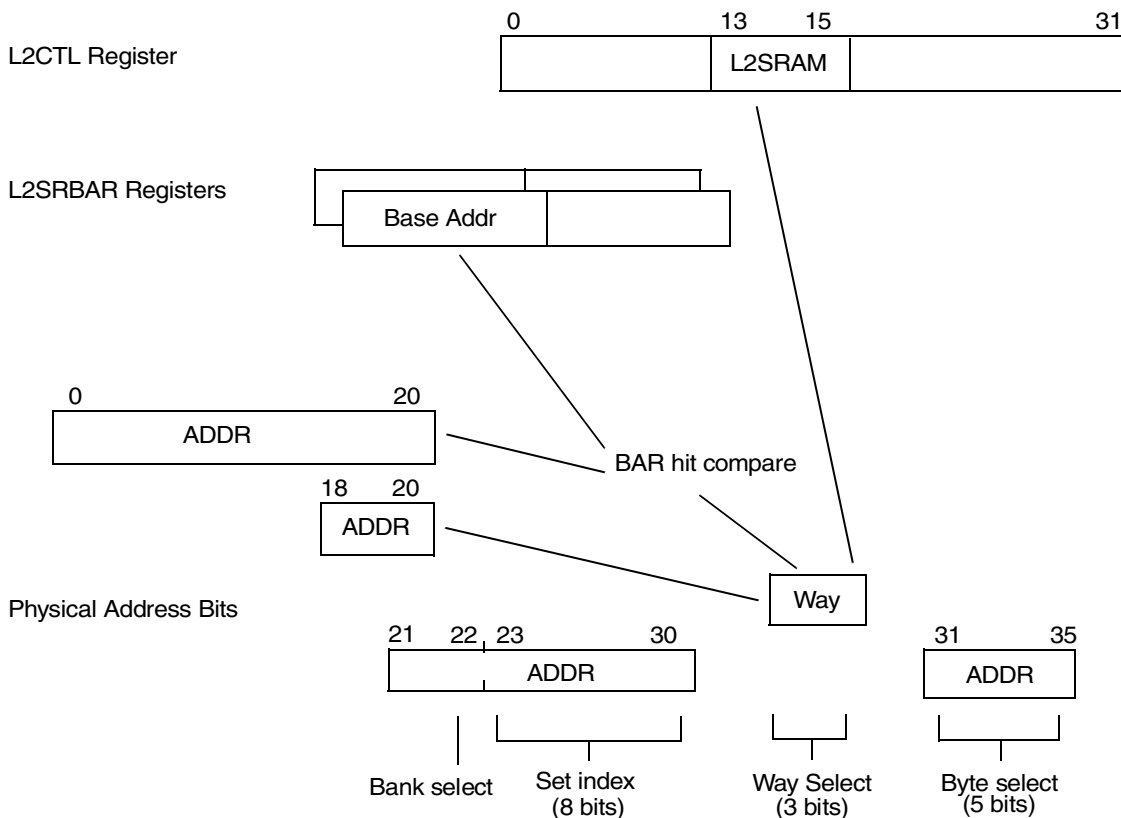 0 13 15 31
L2CTL Register L2SRAM
L2SRBAR Registers
Base Addr
0 20
ADDR
BAR hit compare
18 20
ADDR
Way
Physical Address Bits
21 22 23 30 31 35
ADDR ADDR
Bank select Set index Way Select Byte select
(8 bits) (3 bits) (5 bits)